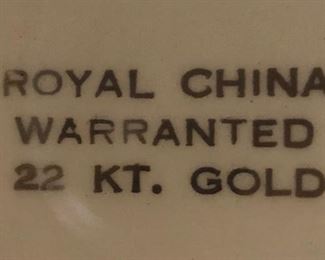 ROYAL CHINA
WARRANTED
22 KT. GOLD